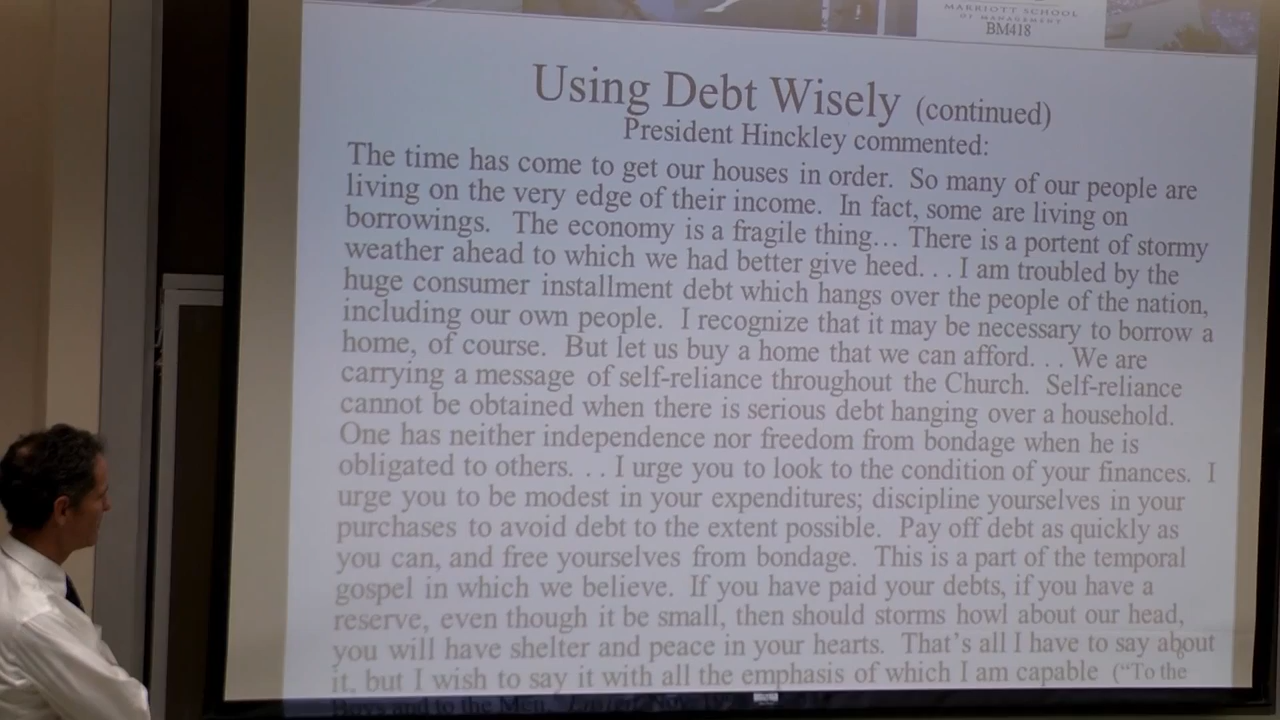 MARRIOTT SCHOOL
OF MANAGEMENT
BM418
Using Debt Wisely (continued)
President Hinckley commented:
The time has come to get our houses in order. So many of our people are
living on the very edge of their income. In fact, some are living on
borrowings. The economy is a fragile thing… There is a portent of stormy
weather ahead to which we had better give heed. . . I am troubled by the
huge consumer installment debt which hangs over the people of the nation,
including our own people. I recognize that it may be necessary to borrow a
home, of course. But let us buy a home that we can afford. . . We are
carrying a message of self-reliance throughout the Church. Self-reliance
cannot be obtained when there is serious debt hanging over a household.
One has neither independence nor freedom from bondage when he is
obligated to others. . . I urge you to look to the condition of your finances. I
urge you to be modest in your expenditures; discipline yourselves in your
purchases to avoid debt to the extent possible. Pay off debt as quickly as
you can, and free yourselves from bondage. This is a part of the temporal
gospel in which we believe. If you have paid your debts, if you have a
reserve, even though it be small, then should storms howl about our head,
you will have shelter and peace in your hearts. That's all I have to say about
it, but I wish to say it with all the emphasis of which I am capable (“To the
Boys and to the Men